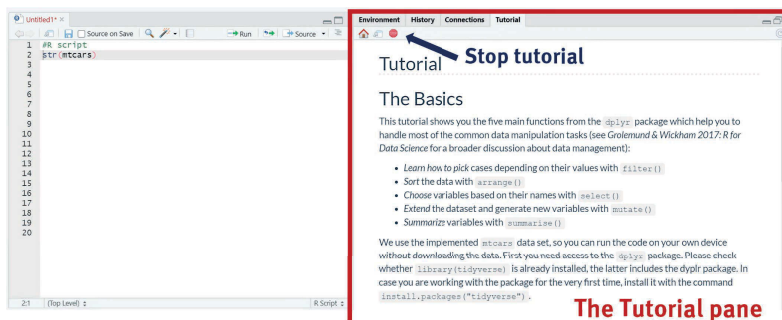 Untitled1* ×
Source on Save
Run
Source
1 #R script
2 str(mtcars)
3
4
5
6
7
8
9
10
11
12
13
14
15
16
17
18
19
20
2:1 (Top Level) R Script
Environment History Connections Tutorial
Stop tutorial
Tutorial
The Basics
This tutorial shows you the five main functions from the dplyr package which help you to
handle most of the common data manipulation tasks (see Grolemund & Wickham 2017: R for
Data Science for a broader discussion about data management):
• Learn how to pick cases depending on their values with filter()
• Sort the data with arrange()
• Choose variables based on their names with select()
• Extend the dataset and generate new variables with mutate()
• Summarize variables with summarise()
We use the impemented mtcars data set, so you can run the code on your own device
without downloading the data. First you need access to the dplyr package. Please check
whether library(tidyverse) is already installed, the latter includes the dyplr package. In
case you are working with the package for the very first time, install it with the command
install.packages("tidyverse") .
The Tutorial pane